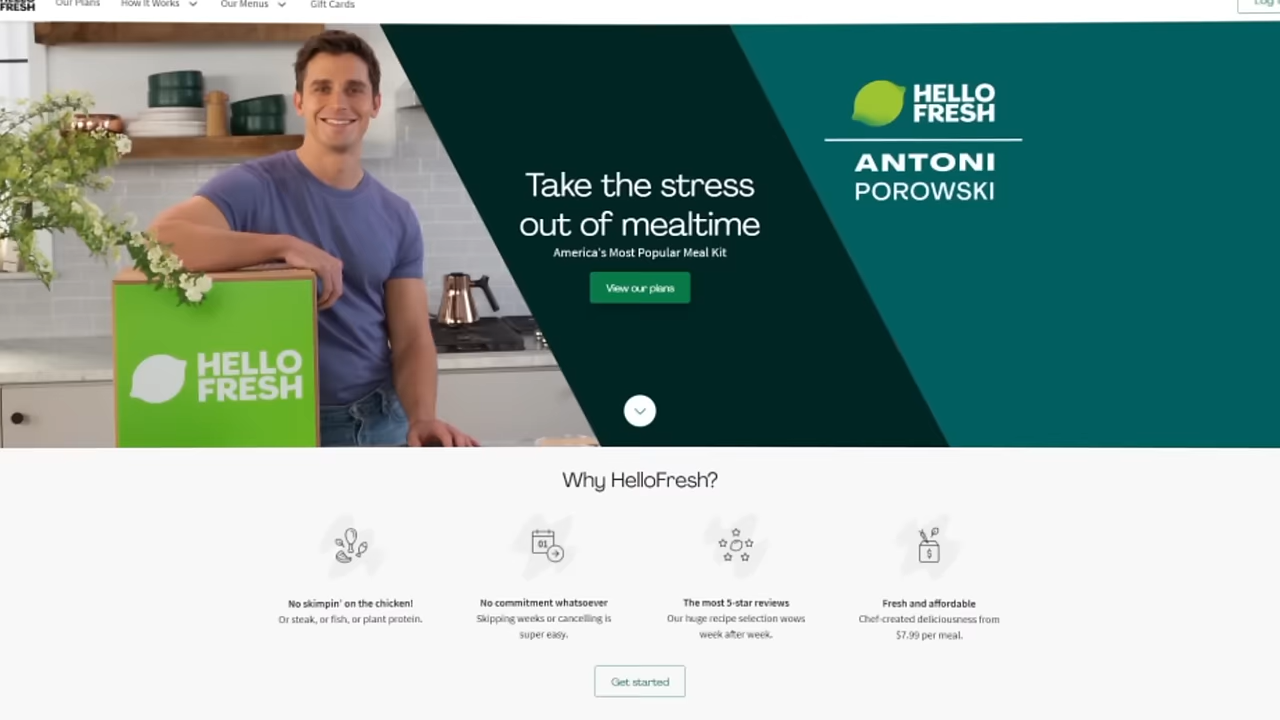 FRESH
Our Plans
How It Works
Our Menus
Gift Cards
HELLO
FRESH
ANTONI
POROWSKI
Take the stress
out of mealtime
America's Most Popular Meal Kit
View our plans
HELLO
FRESH
Why HelloFresh?
01
$
No skimpin' on the chicken!
Or steak, or fish, or plant protein.
No commitment whatsoever
Skipping weeks or cancelling is
super easy.
The most 5-star reviews
Our huge recipe selection wows
week after week.
Fresh and affordable
Chef-created deliciousness from
$7.99 per meal.
Get started